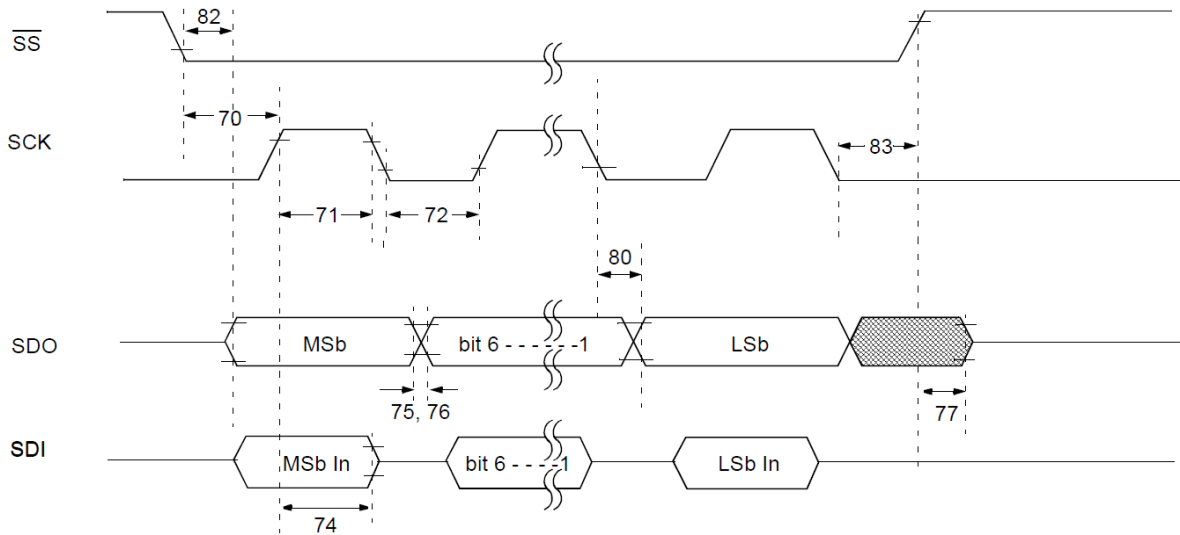 82
SS
70
SCK
83
71
72
80
SDO
MSb
bit 6 - - - - - -1
LSb
75, 76
77
SDI
MSb In
bit 6 - - - -1
LSb In
74